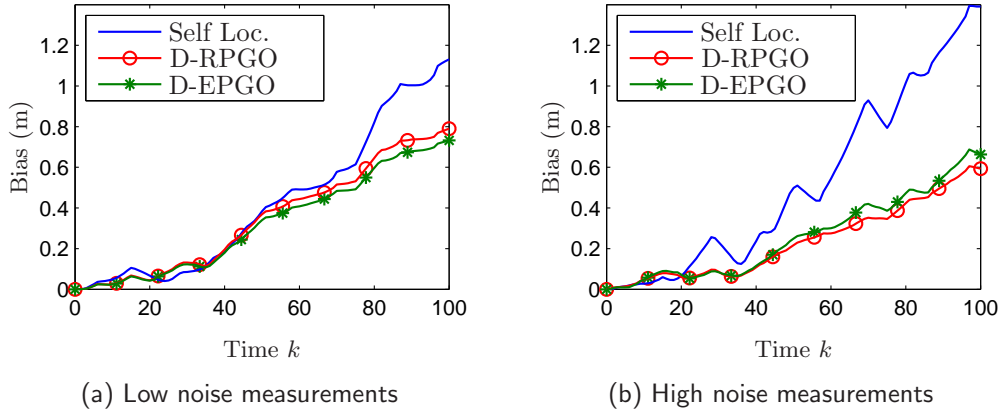 Self Loc.
D-RPGO
D-EPGO
1.2
1
0.8
0.6
0.4
0.2
0
Bias (m)
0 20 40 60 80 100
Time k
(a) Low noise measurements
Self Loc.
D-RPGO
D-EPGO
1.2
1
0.8
0.6
0.4
0.2
0
Bias (m)
0 20 40 60 80 100
Time k
(b) High noise measurements